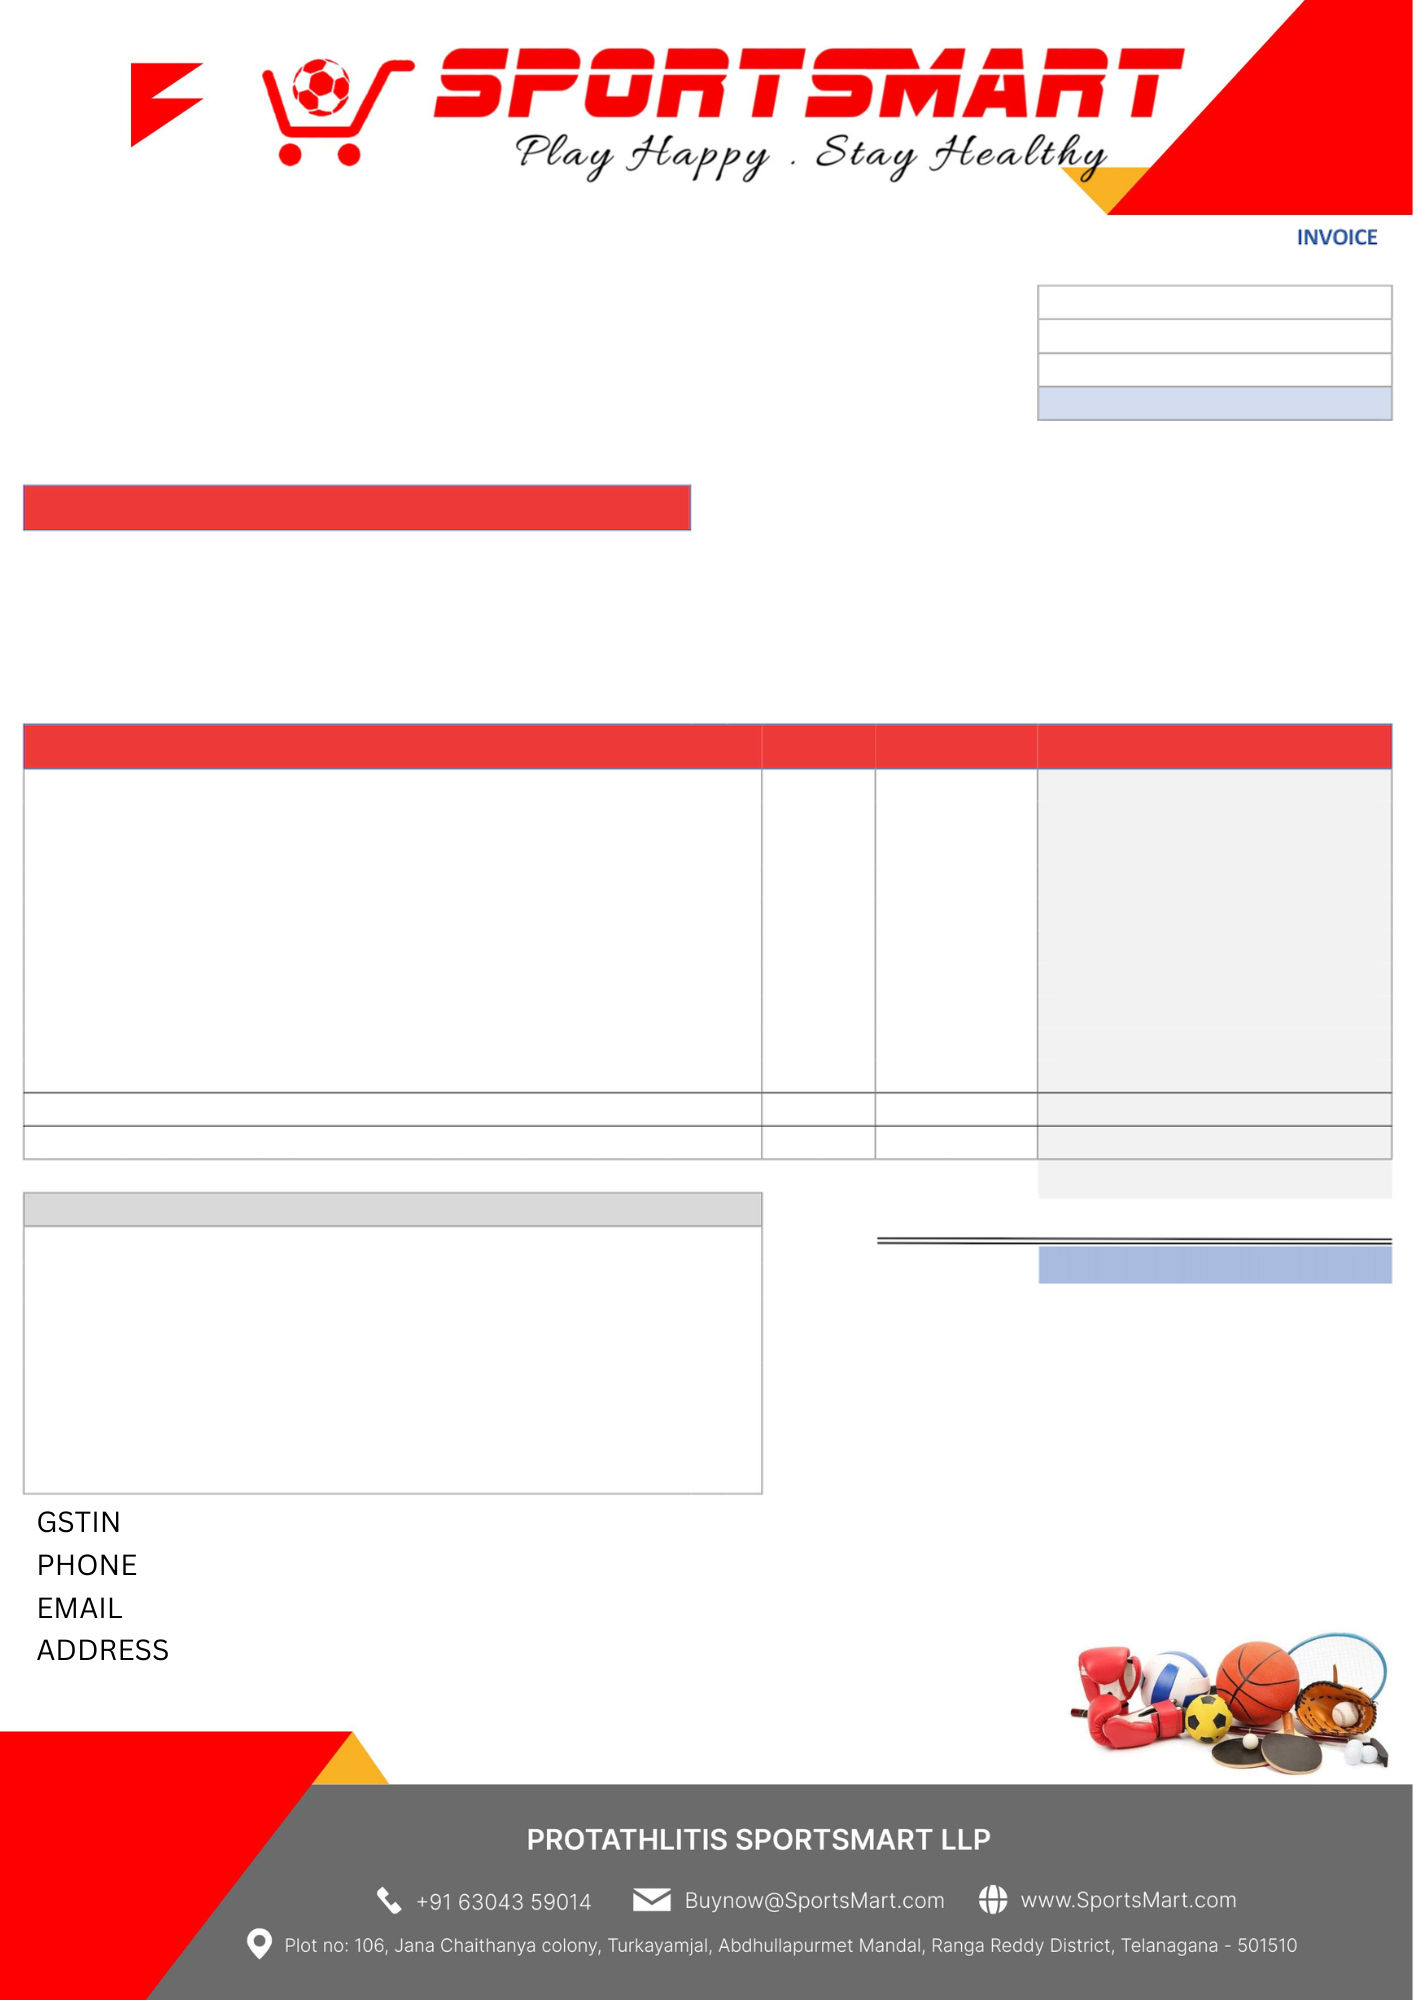 SPORTSMART
Play Happy . Stay Healthy
INVOICE
GSTIN
PHONE
EMAIL
ADDRESS
PROTATHLITIS SPORTSMART LLP
+91 63043 59014 Buynow@SportsMart.com www.SportsMart.com
Plot no: 106, Jana Chaithanya colony, Turkayamjal, Abdhullapurmet Mandal, Ranga Reddy District, Telanagana - 501510